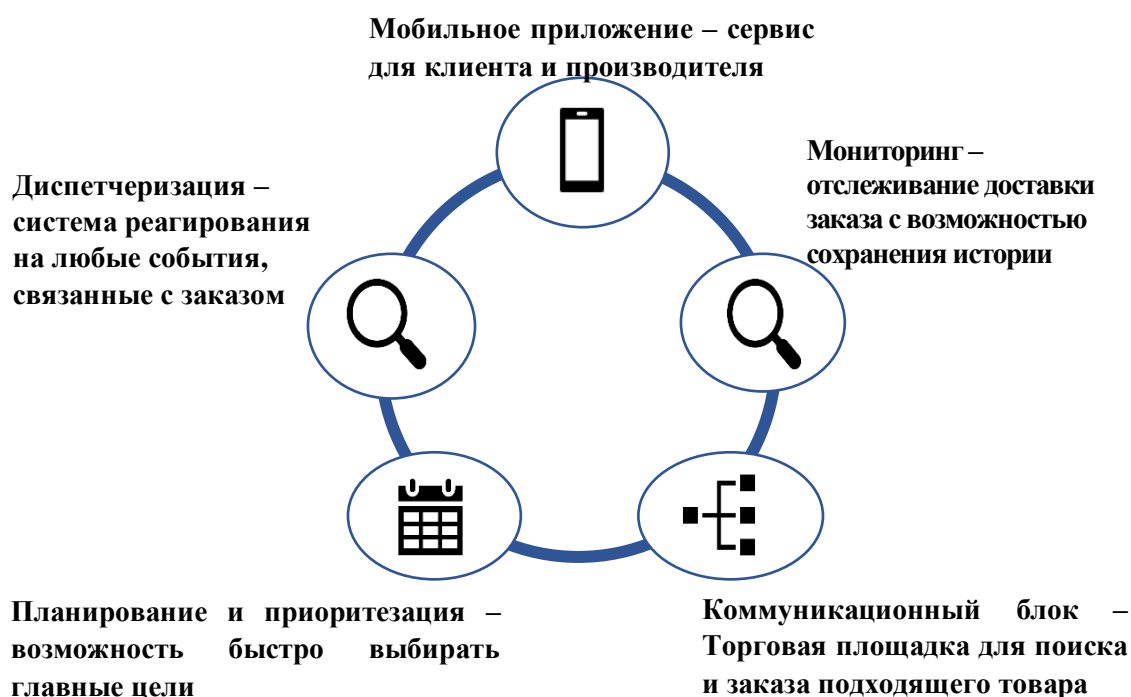 Мобильное приложение – сервис
для клиента и производителя
Диспетчеризация –
система реагирования
на любые события,
связанные с заказом
Мониторинг –
отслеживание доставки
заказа с возможностью
сохранения истории
Планирование и приоритезация –
возможность быстро выбирать
главные цели
Коммуникационный блок –
Торговая площадка для поиска
и заказа подходящего товара